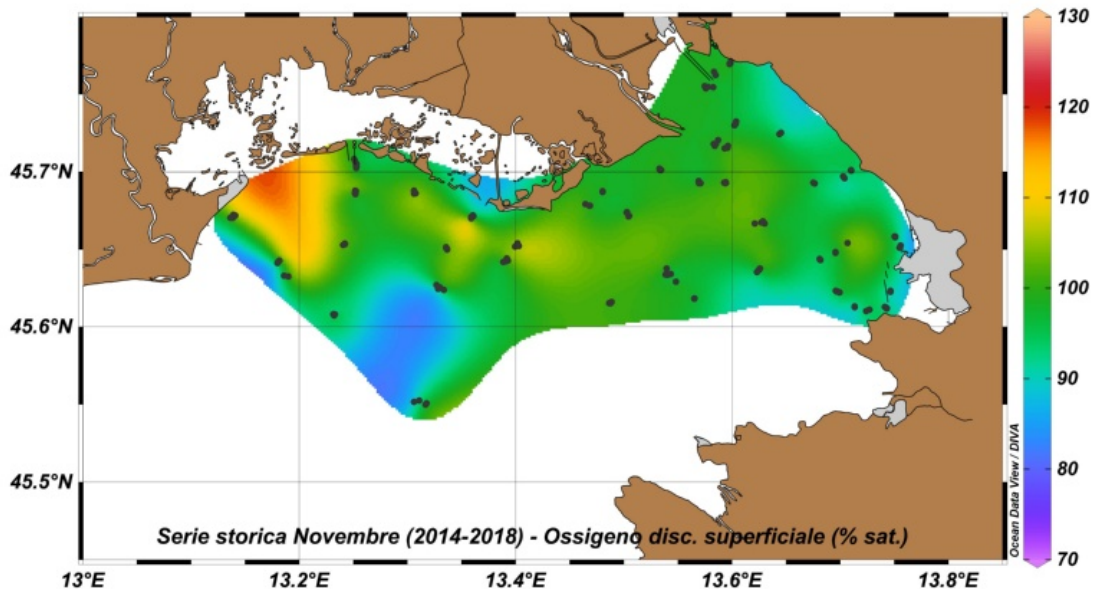 130
120
110
100
90
80
70
45.7°N
45.6°N
45.5°N
Serie storica Novembre (2014-2018) - Ossigeno disc. superficiale (% sat.)
Ocean Data View / DIVA
13°E
13.2°E
13.4°E
13.6°E
13.8°E